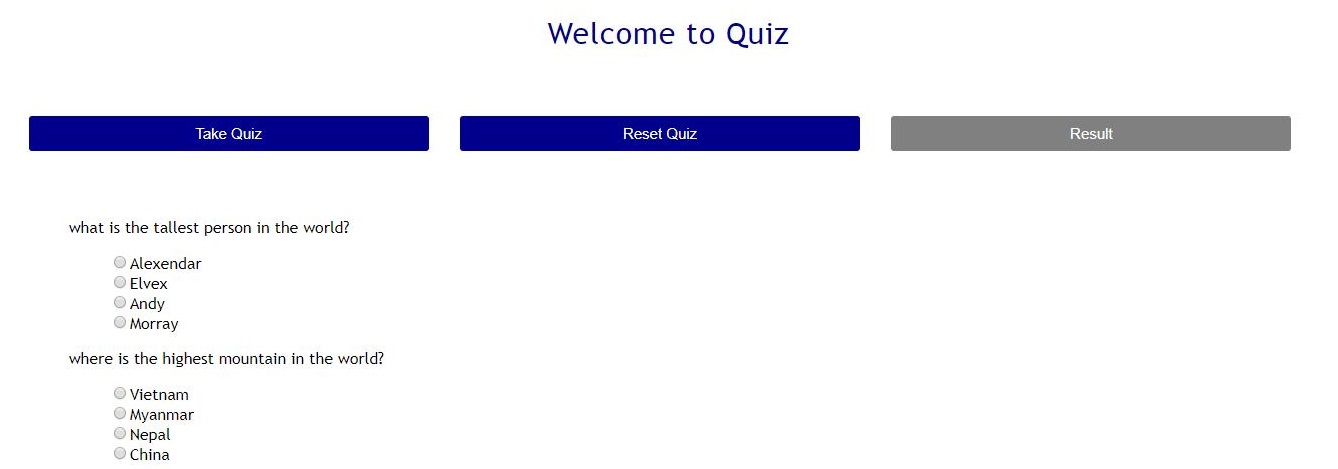 Welcome to Quiz
Take Quiz
Reset Quiz
Result
what is the tallest person in the world?
Alexendar
Elvex
Andy
Morray
where is the highest mountain in the world?
Vietnam
Myanmar
Nepal
China